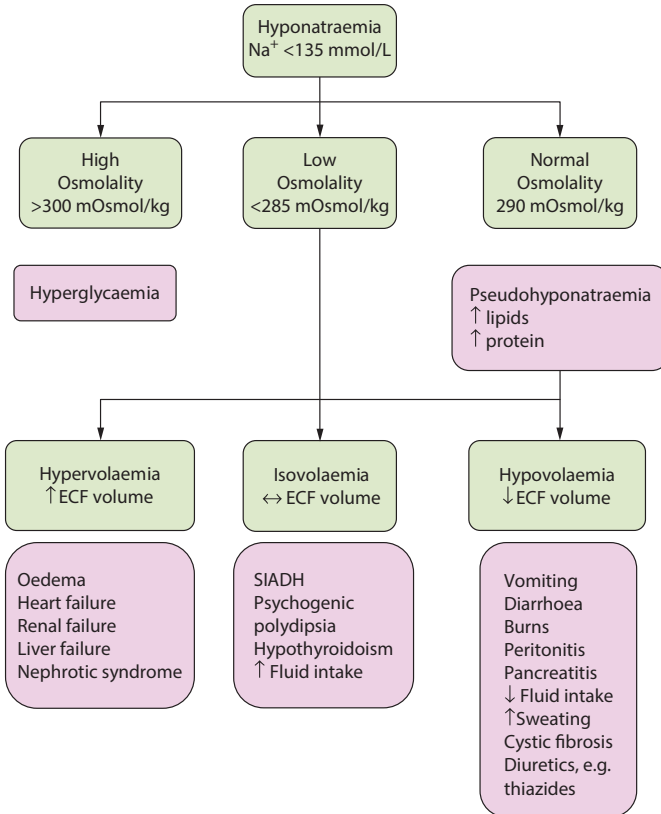 Hyponatraemia
Na⁺ <135 mmol/L
High
Osmolality
>300 mOsmol/kg
Low
Osmolality
<285 mOsmol/kg
Normal
Osmolality
290 mOsmol/kg
Hyperglycaemia
Pseudohyponatraemia
↑ lipids
↑ protein
Hypervolaemia
↑ECF volume
Isovolaemia
↔ ECF volume
Hypovolaemia
↓ECF volume
Oedema
Heart failure
Renal failure
Liver failure
Nephrotic syndrome
SIADH
Psychogenic
polydipsia
Hypothyroidoism
↑ Fluid intake
Vomiting
Diarrhoea
Burns
Peritonitis
Pancreatitis
↓ Fluid intake
↑Sweating
Cystic fibrosis
Diuretics, e.g.
thiazides